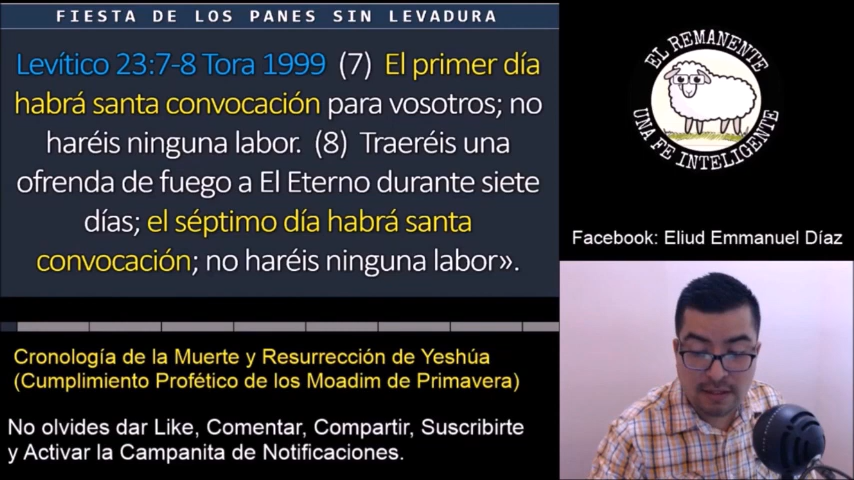 FIESTA DE LOS PANES SIN LEVADURA
Levítico 23:7-8 Tora 1999 (7) El primer día
habrá santa convocación para vosotros; no
haréis ninguna labor. (8) Traeréis una
ofrenda de fuego a El Eterno durante siete
días; el séptimo día habrá santa
convocación; no haréis ninguna labor».
EL REMANENTE
UNA FE INTELIGENTE
Facebook: Eliud Emmanuel Díaz
Cronología de la Muerte y Resurrección de Yeshúa
(Cumplimiento Profético de los Moadim de Primavera)
No olvides dar Like, Comentar, Compartir, Suscribirte
y Activar la Campanita de Notificaciones.